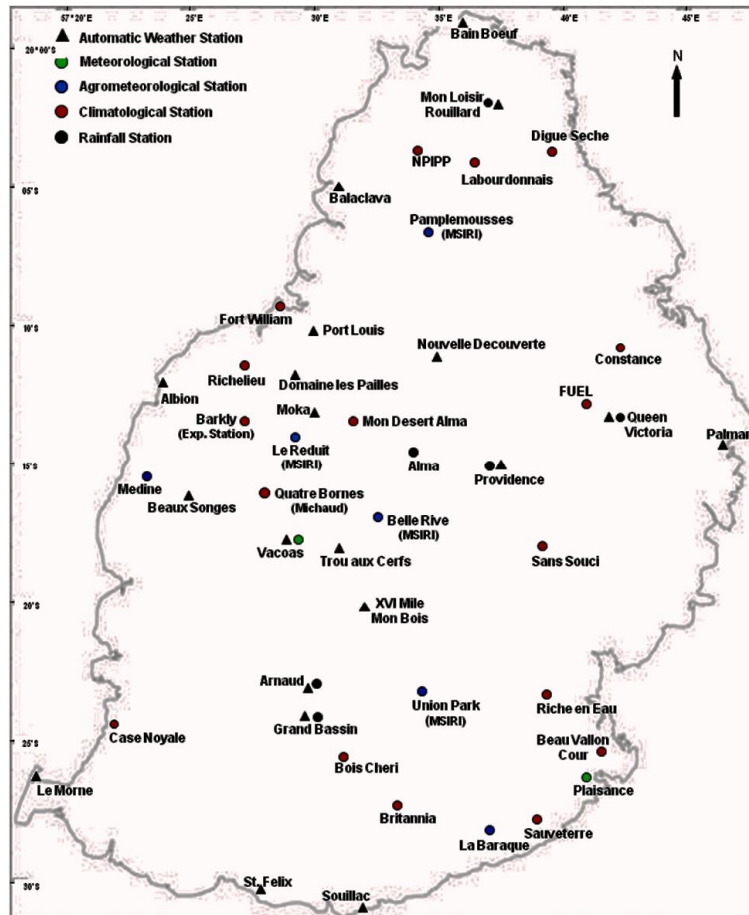 57°20'E
25'E
30'E
35'E
40'E
45'E
Automatic Weather Station
Meteorological Station
Agrometeorological Station
Climatological Station
Rainfall Station
N
20°00'S
05'S
10'S
15'S
20'S
25'S
30'S
Bain Boeuf
Mon Loisir
Rouillard
Digue Seche
NPIPP
Labourdonnais
Balaclava
Pamplemousses
(MSIRI)
Fort William
Port Louis
Nouvelle Decouverte
Constance
Richelieu
Domaine les Pailles
Albion
FUEL
Moka
Barkly
(Exp. Station)
Mon Desert Alma
Queen
Victoria
Palmar
Le Reduit
(MSIRI)
Alma
Providence
Medine
Beaux Songes
Quatre Bornes
(Michaud)
Belle Rive
(MSIRI)
Vacoas
Trou aux Cerfs
Sans Souci
XVI Mile
Mon Bois
Arnaud
Union Park
(MSIRI)
Riche en Eau
Grand Bassin
Case Noyale
Beau Vallon
Cour
Bois Cheri
Le Morne
Plaisance
Britannia
La Baraque
Sauveterre
St. Felix
Souillac